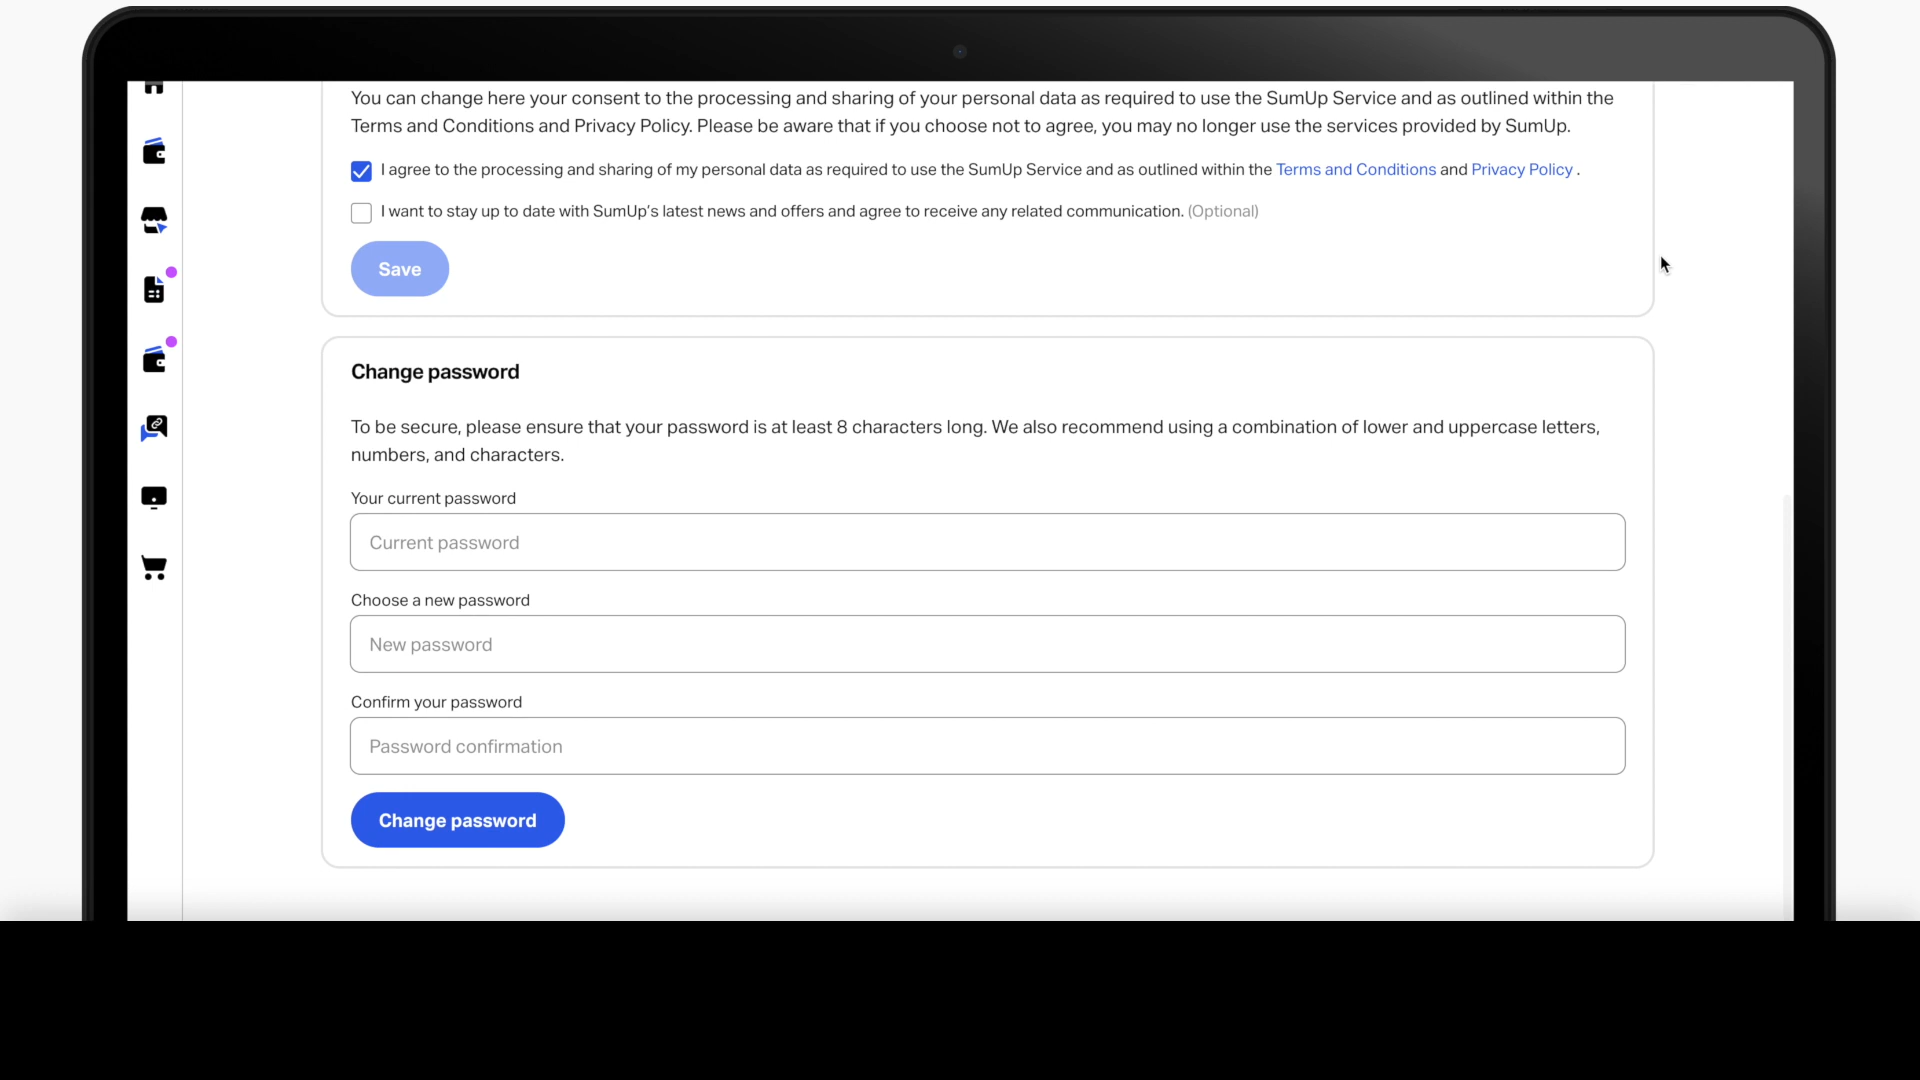 You can change here your consent to the processing and sharing of your personal data as required to use the SumUp Service and as outlined within the
Terms and Conditions and Privacy Policy. Please be aware that if you choose not to agree, you may no longer use the services provided by SumUp.
I agree to the processing and sharing of my personal data as required to use the SumUp Service and as outlined within the Terms and Conditions and Privacy Policy .
I want to stay up to date with SumUp's latest news and offers and agree to receive any related communication. (Optional)
Save
Change password
To be secure, please ensure that your password is at least 8 characters long. We also recommend using a combination of lower and uppercase letters,
numbers, and characters.
Your current password
Current password
Choose a new password
New password
Confirm your password
Password confirmation
Change password